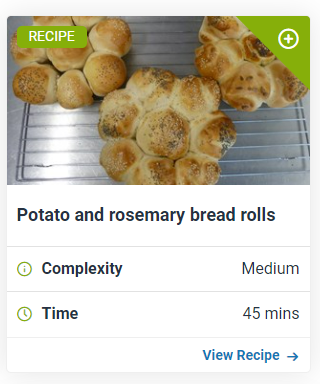 RECIPE
Potato and rosemary bread rolls
Complexity Medium
Time 45 mins
View Recipe